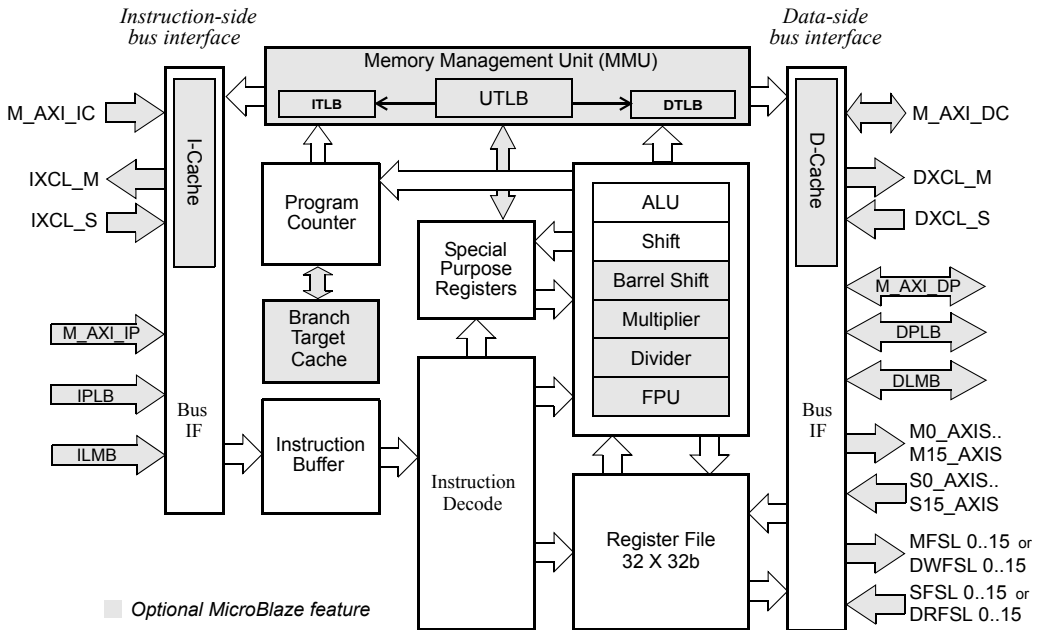 Instruction-side
bus interface
Data-side
bus interface
Memory Management Unit (MMU)
ITLB
UTLB
DTLB
M_AXI_IC
IXCL_M
IXCL_S
M_AXI_IP
IPLB
ILMB
I-Cache
Bus
IF
Program
Counter
Branch
Target
Cache
Instruction
Buffer
Special
Purpose
Registers
Instruction
Decode
ALU
Shift
Barrel Shift
Multiplier
Divider
FPU
Register File
32 X 32b
D-Cache
Bus
IF
M_AXI_DC
DXCL_M
DXCL_S
M_AXI_DP
DPLB
DLMB
M0_AXIS..
M15_AXIS
S0_AXIS..
S15_AXIS
MFSL 0..15 or
DWFSL 0..15
SFSL 0..15 or
DRFSL 0..15
Optional MicroBlaze feature